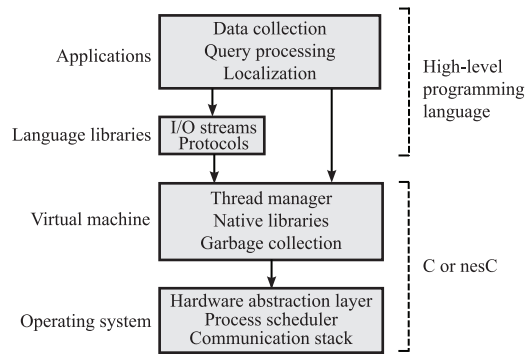 Applications
Data collection
Query processing
Localization
High-level
programming
language
Language libraries
I/O streams
Protocols
Virtual machine
Thread manager
Native libraries
Garbage collection
C or nesC
Operating system
Hardware abstraction layer
Process scheduler
Communication stack